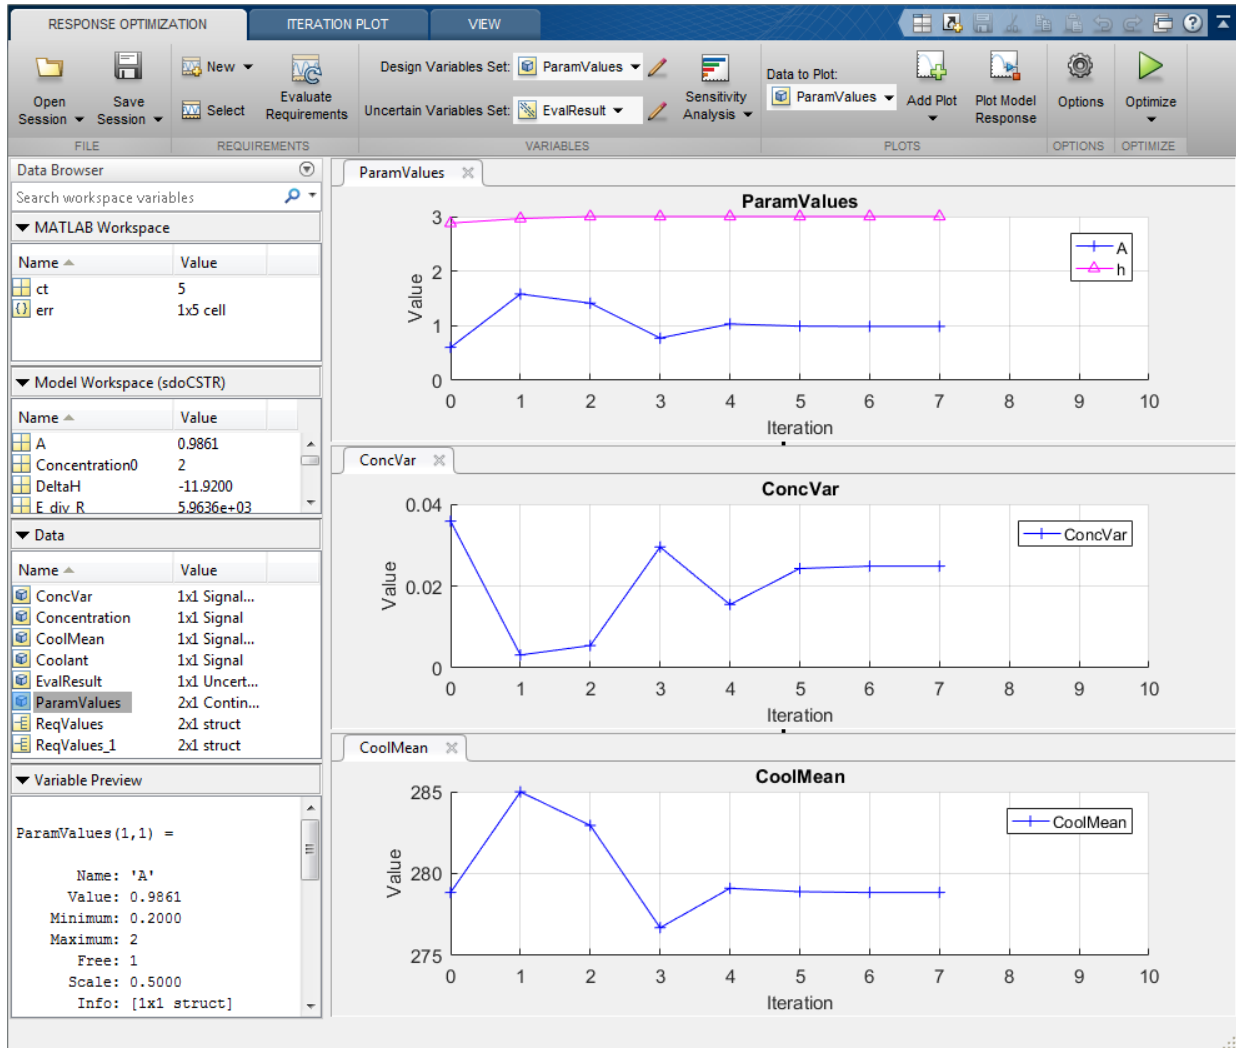 RESPONSE OPTIMIZATION ITERATION PLOT VIEW
Open Session Save Session
New
Select
Evaluate Requirements
Design Variables Set: ParamValues
Uncertain Variables Set: EvalResult
Sensitivity Analysis
Data to Plot:
ParamValues
Add Plot
Plot Model Response
Options
Optimize
FILE REQUIREMENTS VARIABLES PLOTS OPTIONS OPTIMIZE
Data Browser
Search workspace variables
MATLAB Workspace
Name Value
ct 5
{} err 1x5 cell
Model Workspace (sdoCSTR)
Name Value
A 0.9861
Concentration0 2
DeltaH -11.9200
E_div_R 5.9636e+03
Data
Name Value
ConcVar 1x1 Signal...
Concentration 1x1 Signal
CoolMean 1x1 Signal...
Coolant 1x1 Signal
EvalResult 1x1 Uncert...
ParamValues 2x1 Contin...
ReqValues 2x1 struct
ReqValues_1 2x1 struct
Variable Preview
ParamValues(1,1) =
Name: 'A'
Value: 0.9861
Minimum: 0.2000
Maximum: 2
Free: 1
Scale: 0.5000
Info: [1x1 struct]
ParamValues
ParamValues
3
2
1
0
Value
A
h
0 1 2 3 4 5 6 7 8 9 10
Iteration
ConcVar
ConcVar
0.04
0.02
0
Value
ConcVar
0 1 2 3 4 5 6 7 8 9 10
Iteration
CoolMean
CoolMean
285
280
275
Value
CoolMean
0 1 2 3 4 5 6 7 8 9 10
Iteration